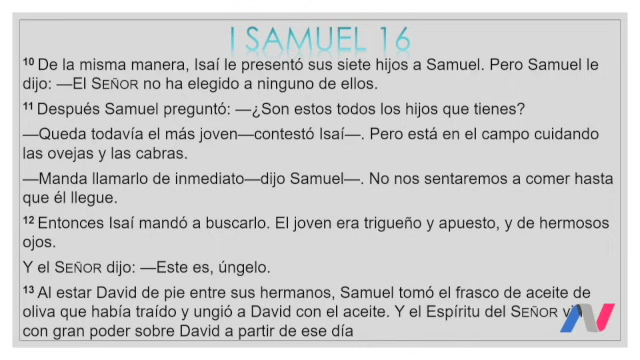 I SAMUEL 16
10 De la misma manera, Isaí le presentó sus siete hijos a Samuel. Pero Samuel le
dijo: —El SEÑOR no ha elegido a ninguno de ellos.
11 Después Samuel preguntó: —¿Son estos todos los hijos que tienes?
—Queda todavía el más joven—contestó Isaí—. Pero está en el campo cuidando
las ovejas y las cabras.
—Manda llamarlo de inmediato—dijo Samuel—. No nos sentaremos a comer hasta
que él llegue.
12 Entonces Isaí mandó a buscarlo. El joven era trigueño y apuesto, y de hermosos
ojos.
Y el SEÑOR dijo: —Este es, úngelo.
13 Al estar David de pie entre sus hermanos, Samuel tomó el frasco de aceite de
oliva que había traído y ungió a David con el aceite. Y el Espíritu del SEÑOR
con gran poder sobre David a partir de ese día